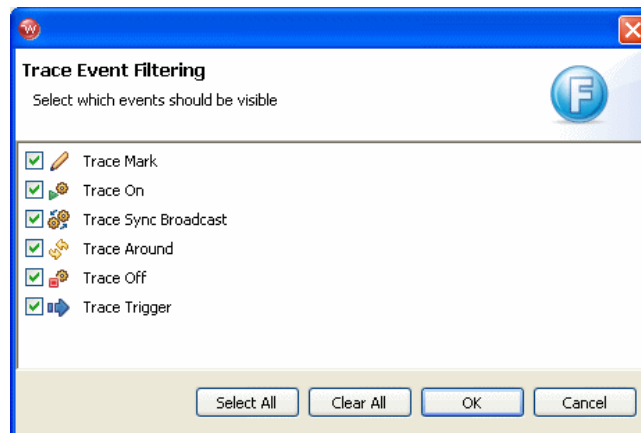 W
Trace Event Filtering
Select which events should be visible
F
Trace Mark
Trace On
Trace Sync Broadcast
Trace Around
Trace Off
Trace Trigger
Select All Clear All OK Cancel